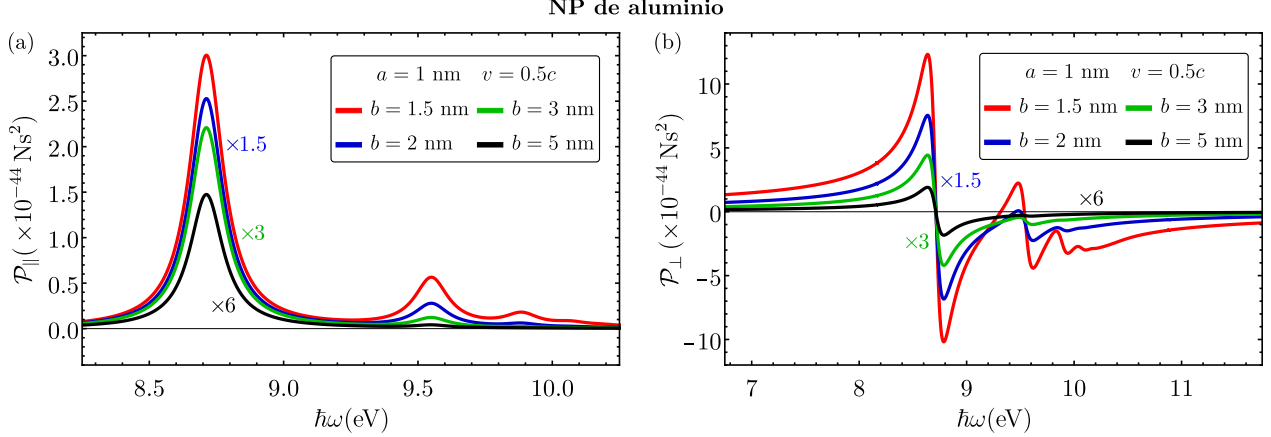 NP de aluminio
(a)
a = 1 nm v = 0.5c
b = 1.5 nm b = 3 nm
b = 2 nm b = 5 nm
×1.5
×3
×6
3.0
2.5
2.0
1.5
1.0
0.5
0.0
𝒫∥( ×10⁻⁴⁴ Ns²)
8.5 9.0 9.5 10.0
ℏω(eV)
(b)
a = 1 nm v = 0.5c
b = 1.5 nm b = 3 nm
b = 2 nm b = 5 nm
×1.5
×6
×3
10
5
0
-5
-10
𝒫⊥ ( ×10⁻⁴⁴ Ns²)
7 8 9 10 11
ℏω(eV)